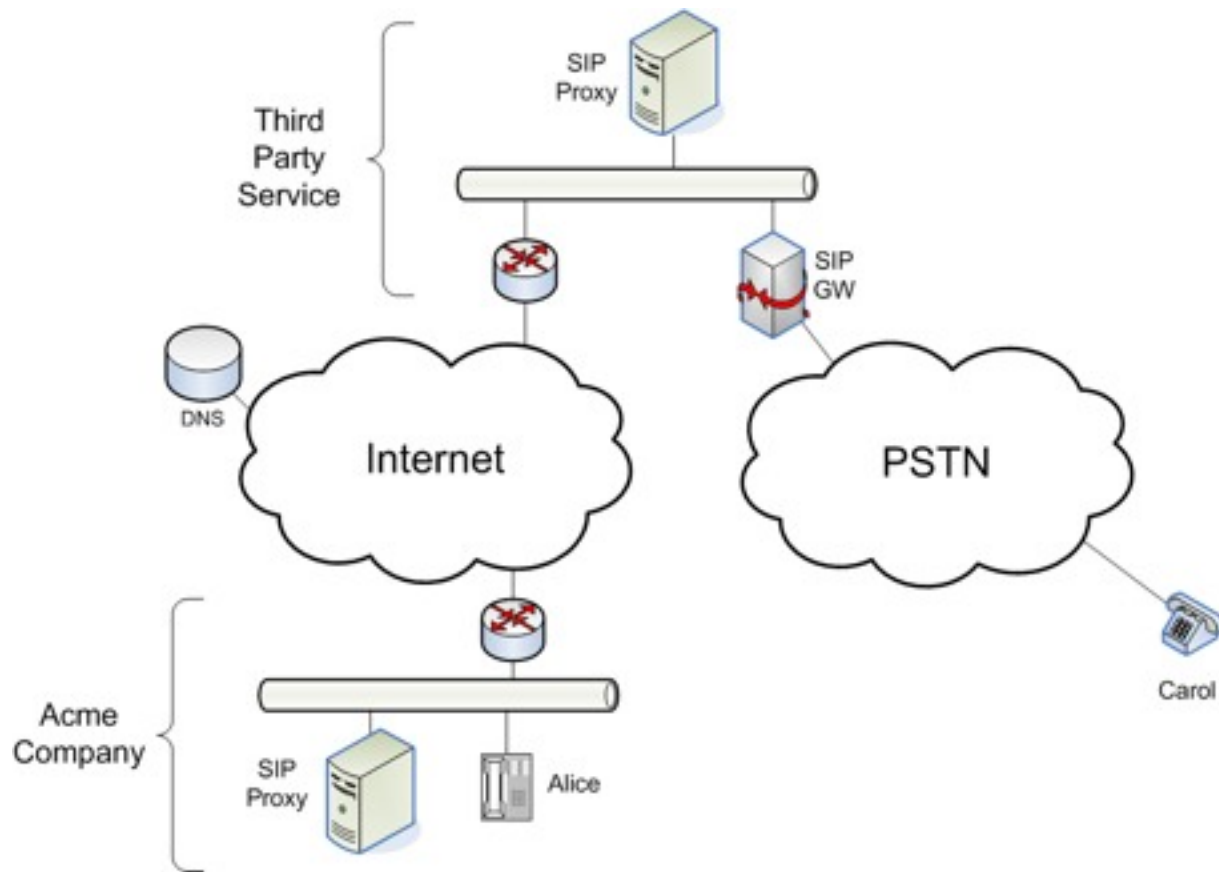 SIP
Proxy
Third
Party
Service
SIP
GW
DNS
Internet
PSTN
Carol
Acme
Company
SIP
Proxy
Alice